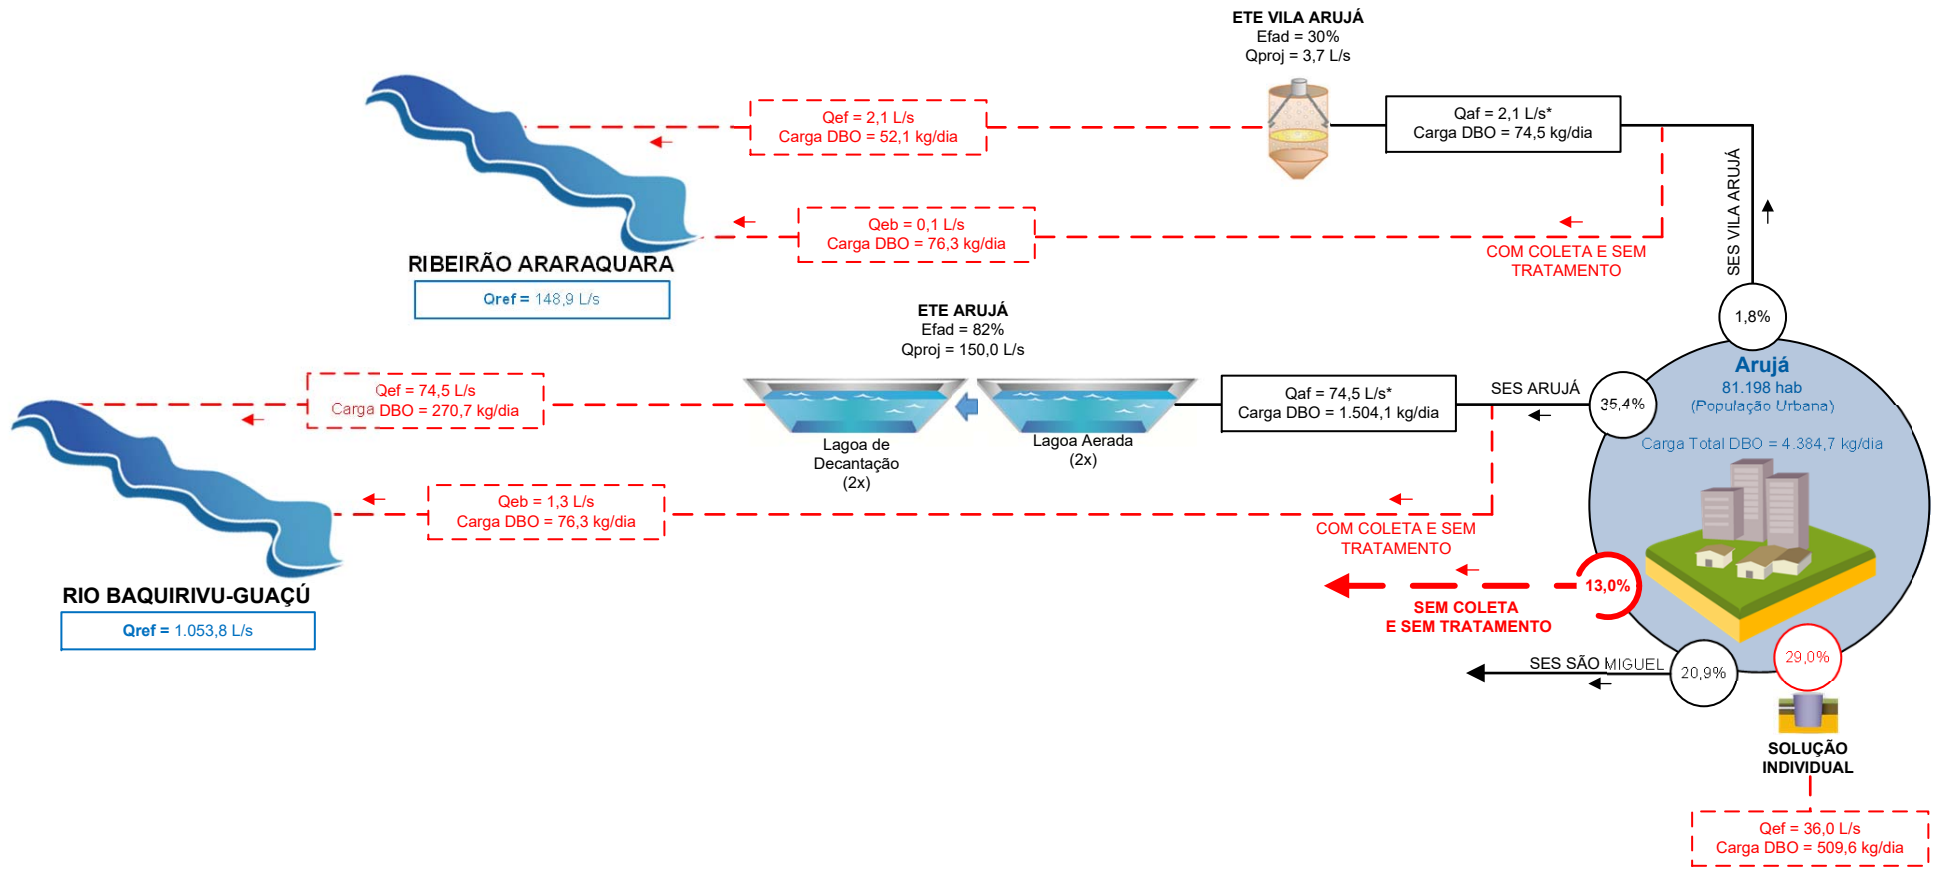 ETE VILA ARUJÁ
Efad = 30%
Qproj = 3,7 L/s
Qef = 2,1 L/s
Carga DBO = 52,1 kg/dia
Qaf = 2,1 L/s*
Carga DBO = 74,5 kg/dia
SES VILA ARUJÁ
Qeb = 0,1 L/s
Carga DBO = 76,3 kg/dia
COM COLETA E SEM
TRATAMENTO
RIBEIRÃO ARARAQUARA
Qref = 148,9 L/s
1,8%
ETE ARUJÁ
Efad = 82%
Qproj = 150,0 L/s
Arujá
81.198 hab
(População Urbana)
Carga Total DBO = 4.384,7 kg/dia
Qef = 74,5 L/s
Carga DBO = 270,7 kg/dia
Qaf = 74,5 L/s*
Carga DBO = 1.504,1 kg/dia
SES ARUJÁ
35,4%
Lagoa de
Decantação
(2x)
Lagoa Aerada
(2x)
Qeb = 1,3 L/s
Carga DBO = 76,3 kg/dia
COM COLETA E SEM
TRATAMENTO
RIO BAQUIRIVU-GUAÇÚ
Qref = 1.053,8 L/s
13,0%
SEM COLETA
E SEM TRATAMENTO
SES SÃO MIGUEL
20,9%
29,0%
SOLUÇÃO
INDIVIDUAL
Qef = 36,0 L/s
Carga DBO = 509,6 kg/dia